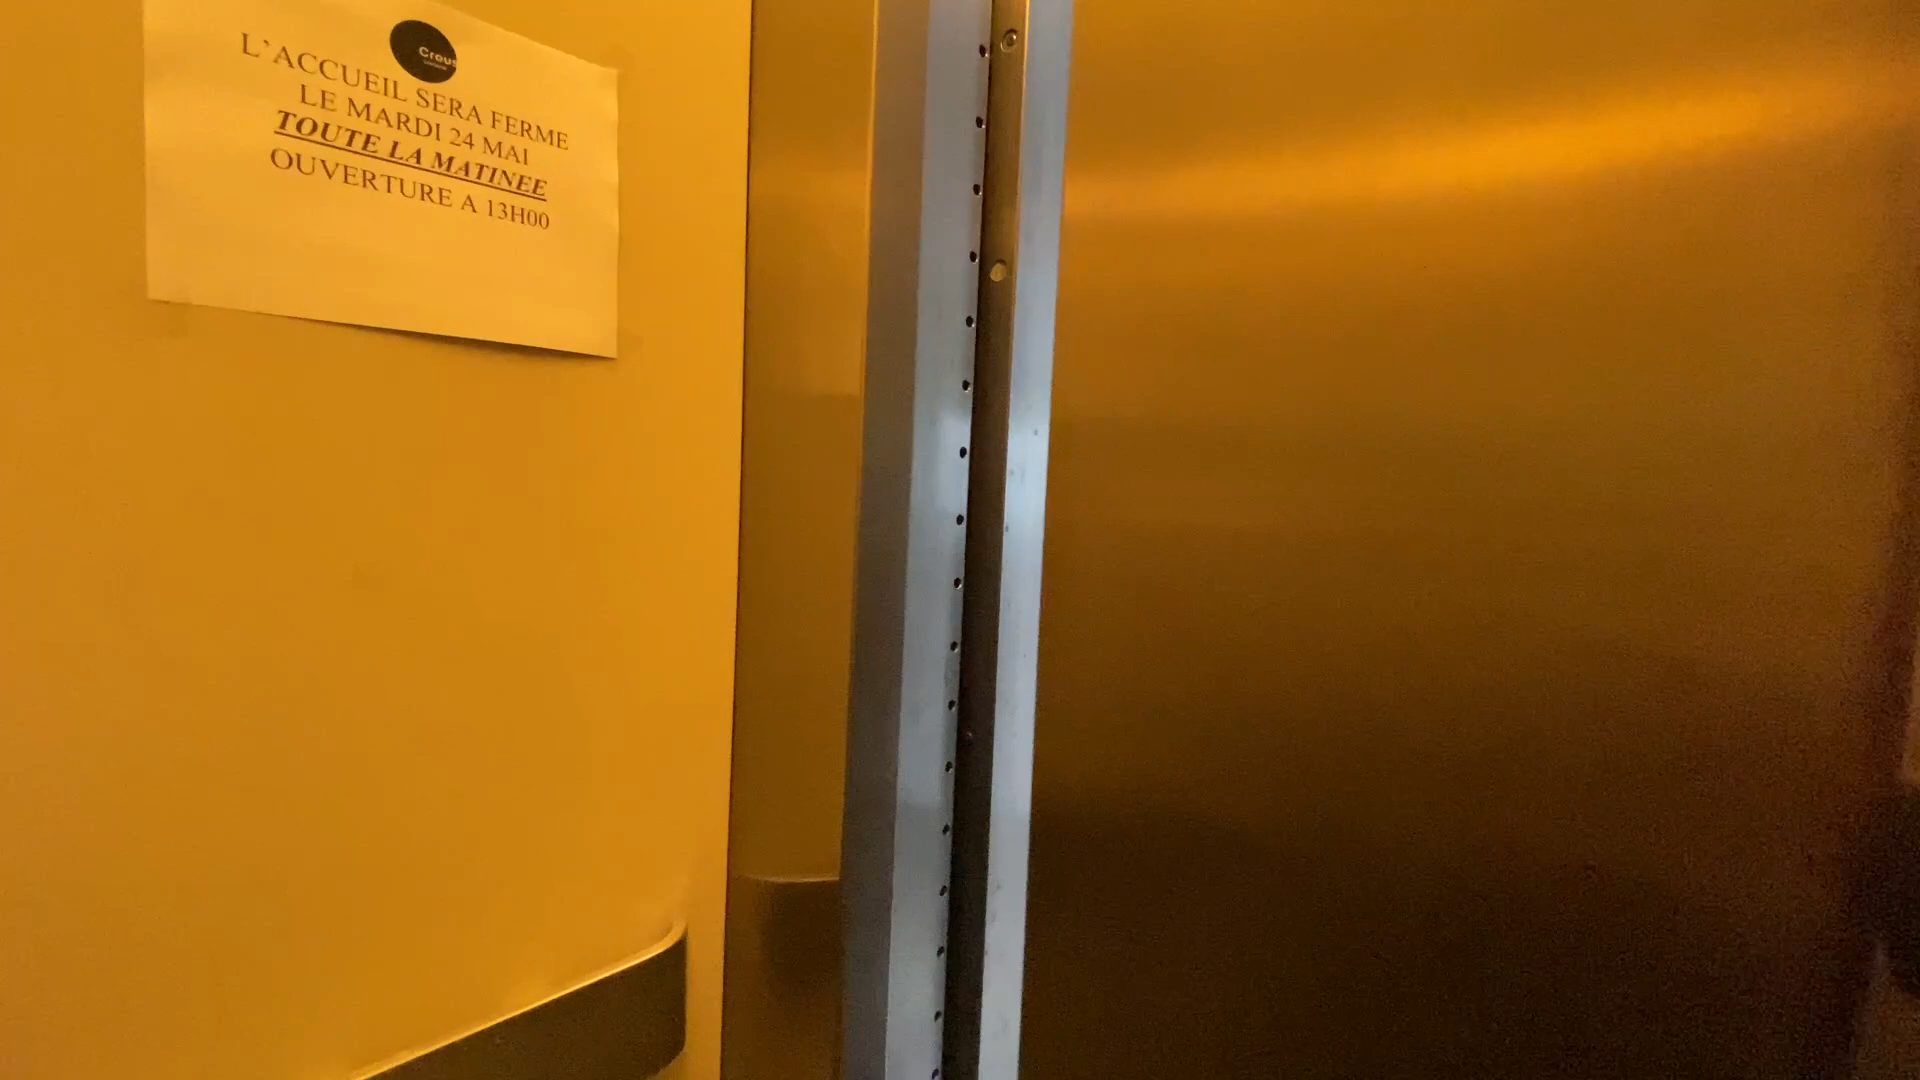 Crous
L'ACCUEIL SERA FERME
LE MARDI 24 MAI
TOUTE LA MATINEE
OUVERTURE A 13H00